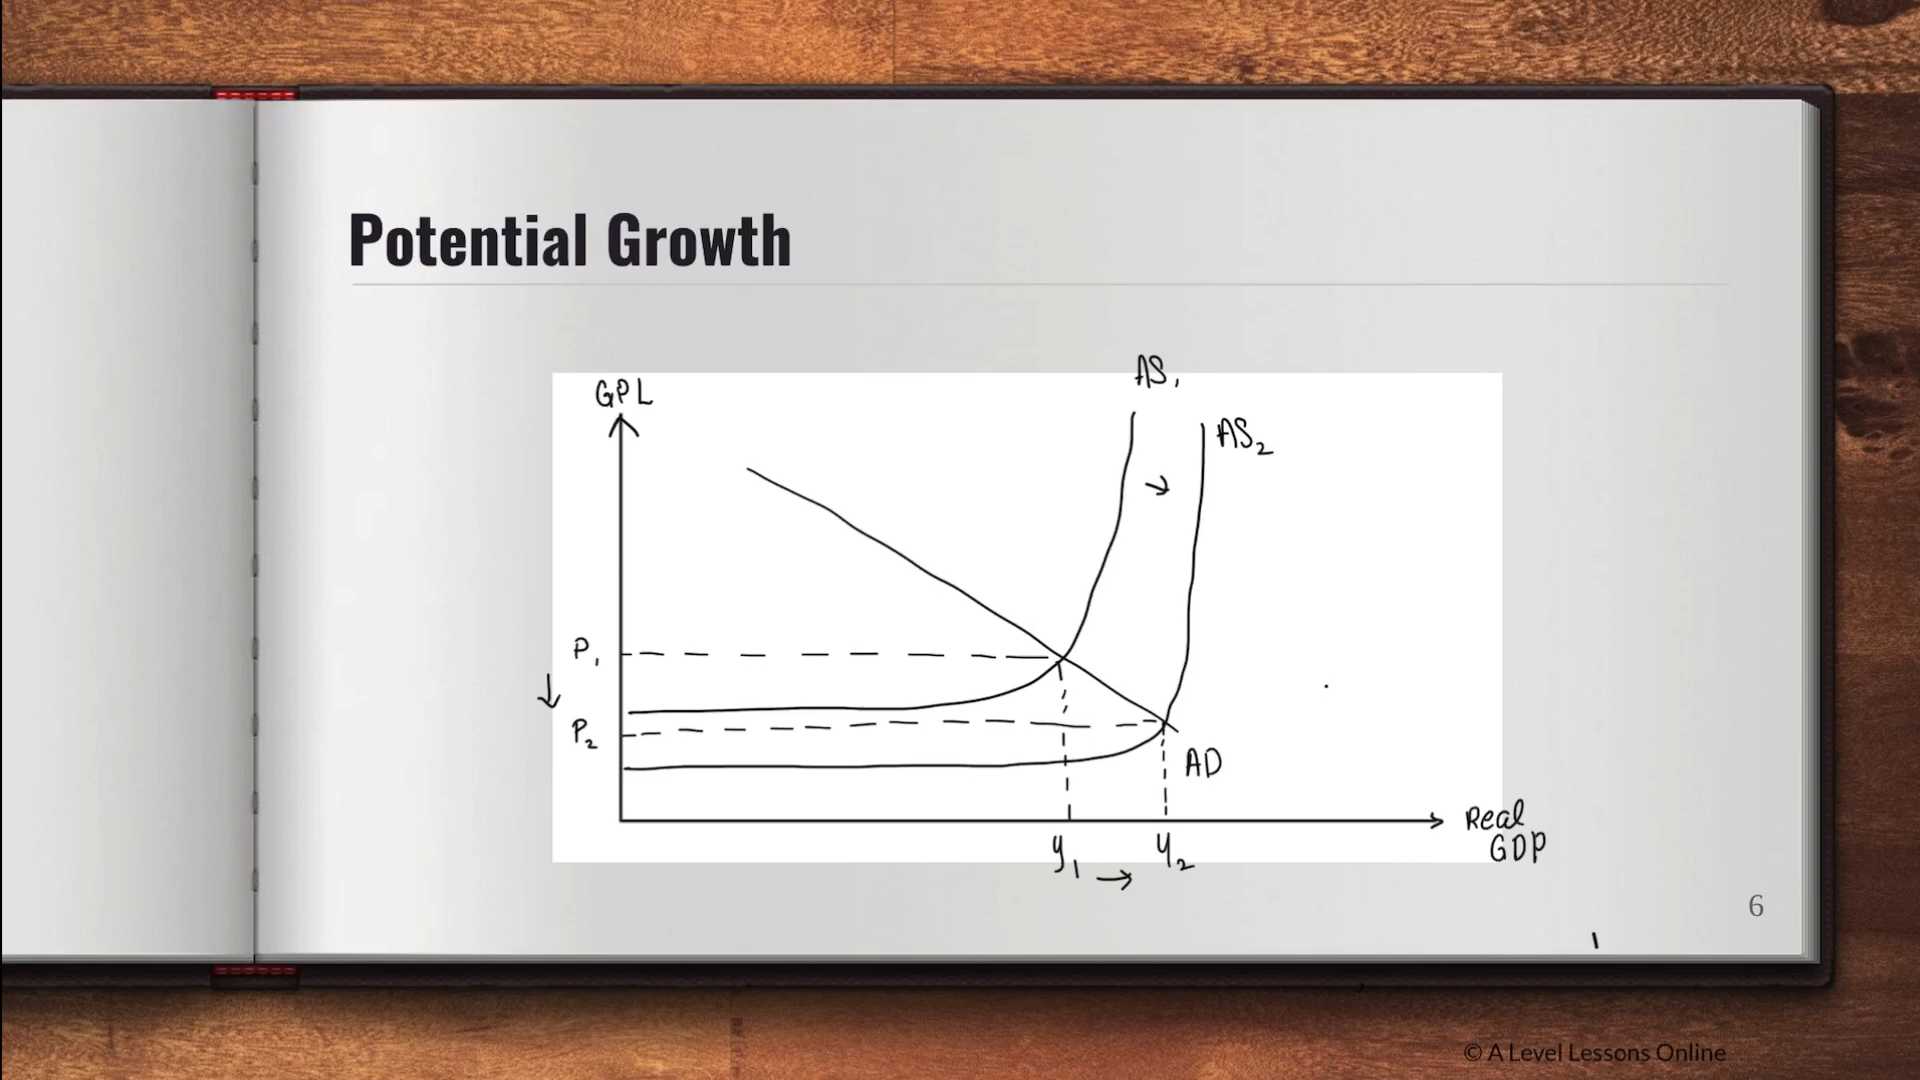 Potential Growth
GPL
AS₁
AS₂
P₁
P₂
AD
y₁
y₂
Real
GDP
6
© A Level Lessons Online